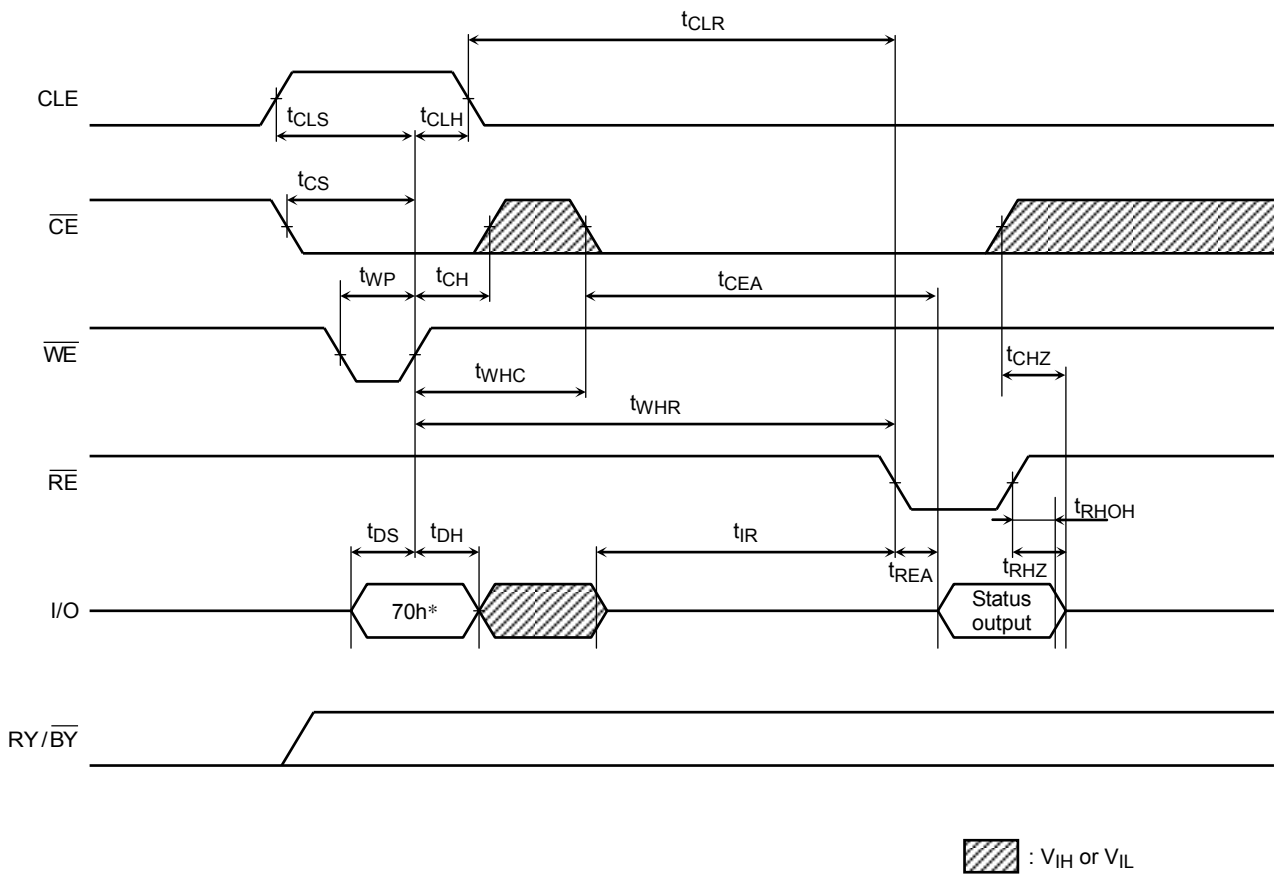 tCLR
CLE
tCLS
tCLH
tCS
CE
tWP
tCH
tCEA
WE
tCHZ
tWHC
tWHR
RE
tRHOH
tDS
tDH
tIR
tREA
tRHZ
I/O
70h*
Status
output
RY/BY
: VIH or VIL